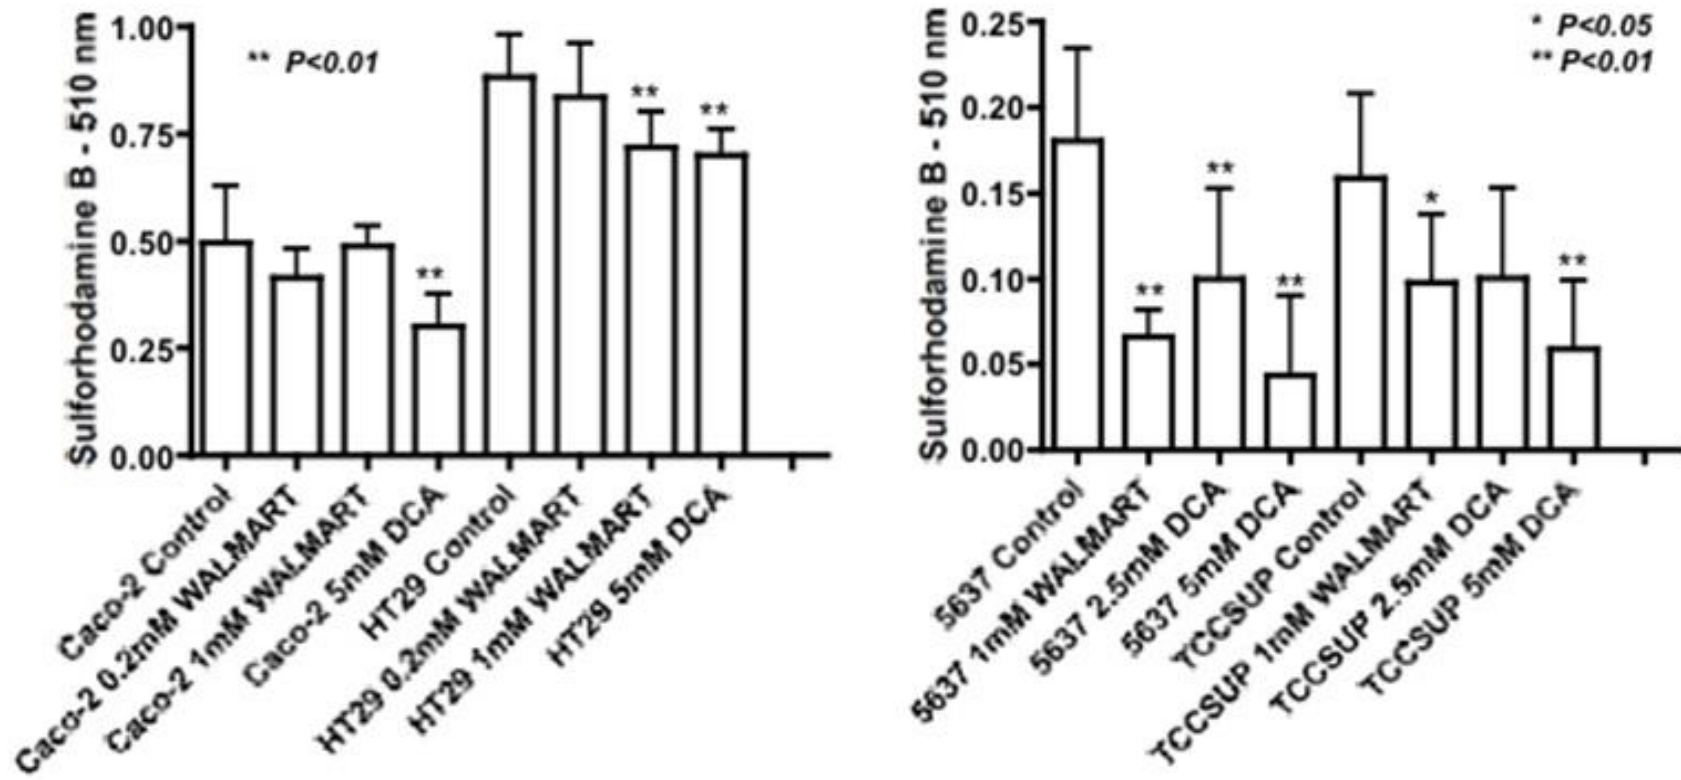 Sulforhodamine B - 510 nm
1.00
0.75
0.50
0.25
0.00
** P<0.01
**
**
**
Caco-2 Control
Caco-2 0.2mM WALMART
Caco-2 1mM WALMART
Caco-2 5mM DCA
HT29 Control
HT29 0.2mM WALMART
HT29 1mM WALMART
HT29 5mM DCA
Sulforhodamine B - 510 nm
0.25
0.20
0.15
0.10
0.05
0.00
* P<0.05
** P<0.01
**
**
**
*
**
5637 Control
5637 1mM WALMART
5637 2.5mM DCA
5637 5mM DCA
TCCSUP Control
TCCSUP 1mM WALMART
TCCSUP 2.5mM DCA
TCCSUP 5mM DCA